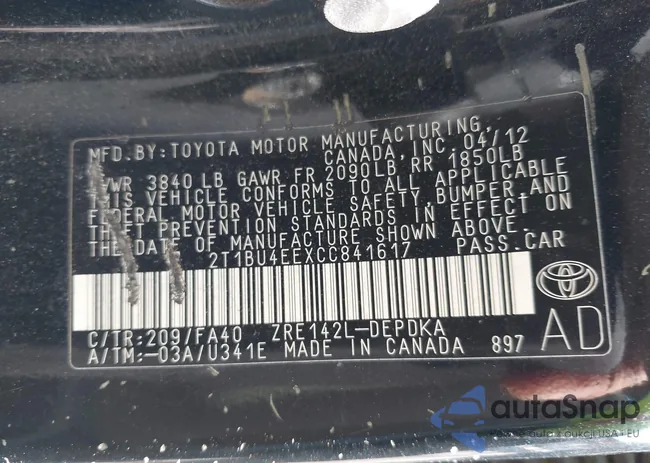 MFD.BY:TOYOTA MOTOR MANUFACTURING,
CANADA, INC. 04/12
GVWR 3840 LB GAWR FR 2090LB, RR 1850LB
THIS VEHICLE CONFORMS TO ALL APPLICABLE
FEDERAL MOTOR VEHICLE SAFETY, BUMPER, AND
THEFT PREVENTION STANDARDS IN EFFECT ON
THE DATE OF MANUFACTURE SHOWN ABOVE.
2T1BU4EEXCC841617 PASS.CAR
C/TR:209/FA40 ZRE142L-DEPDKA
A/TM:-03A/U341E MADE IN CANADA 897
AD
autoSnap
aukcji USA • EU